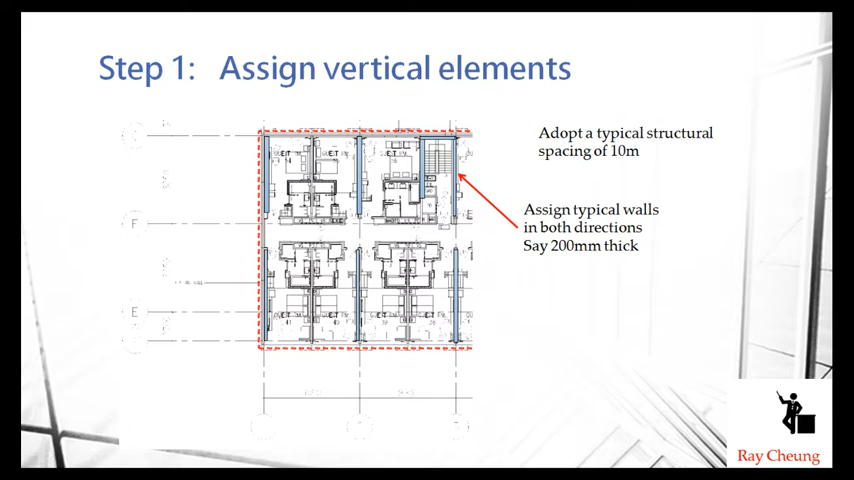 Step 1: Assign vertical elements
Adopt a typical structural
spacing of 10m
Assign typical walls
in both directions
Say 200mm thick
F
E
Ray Cheung